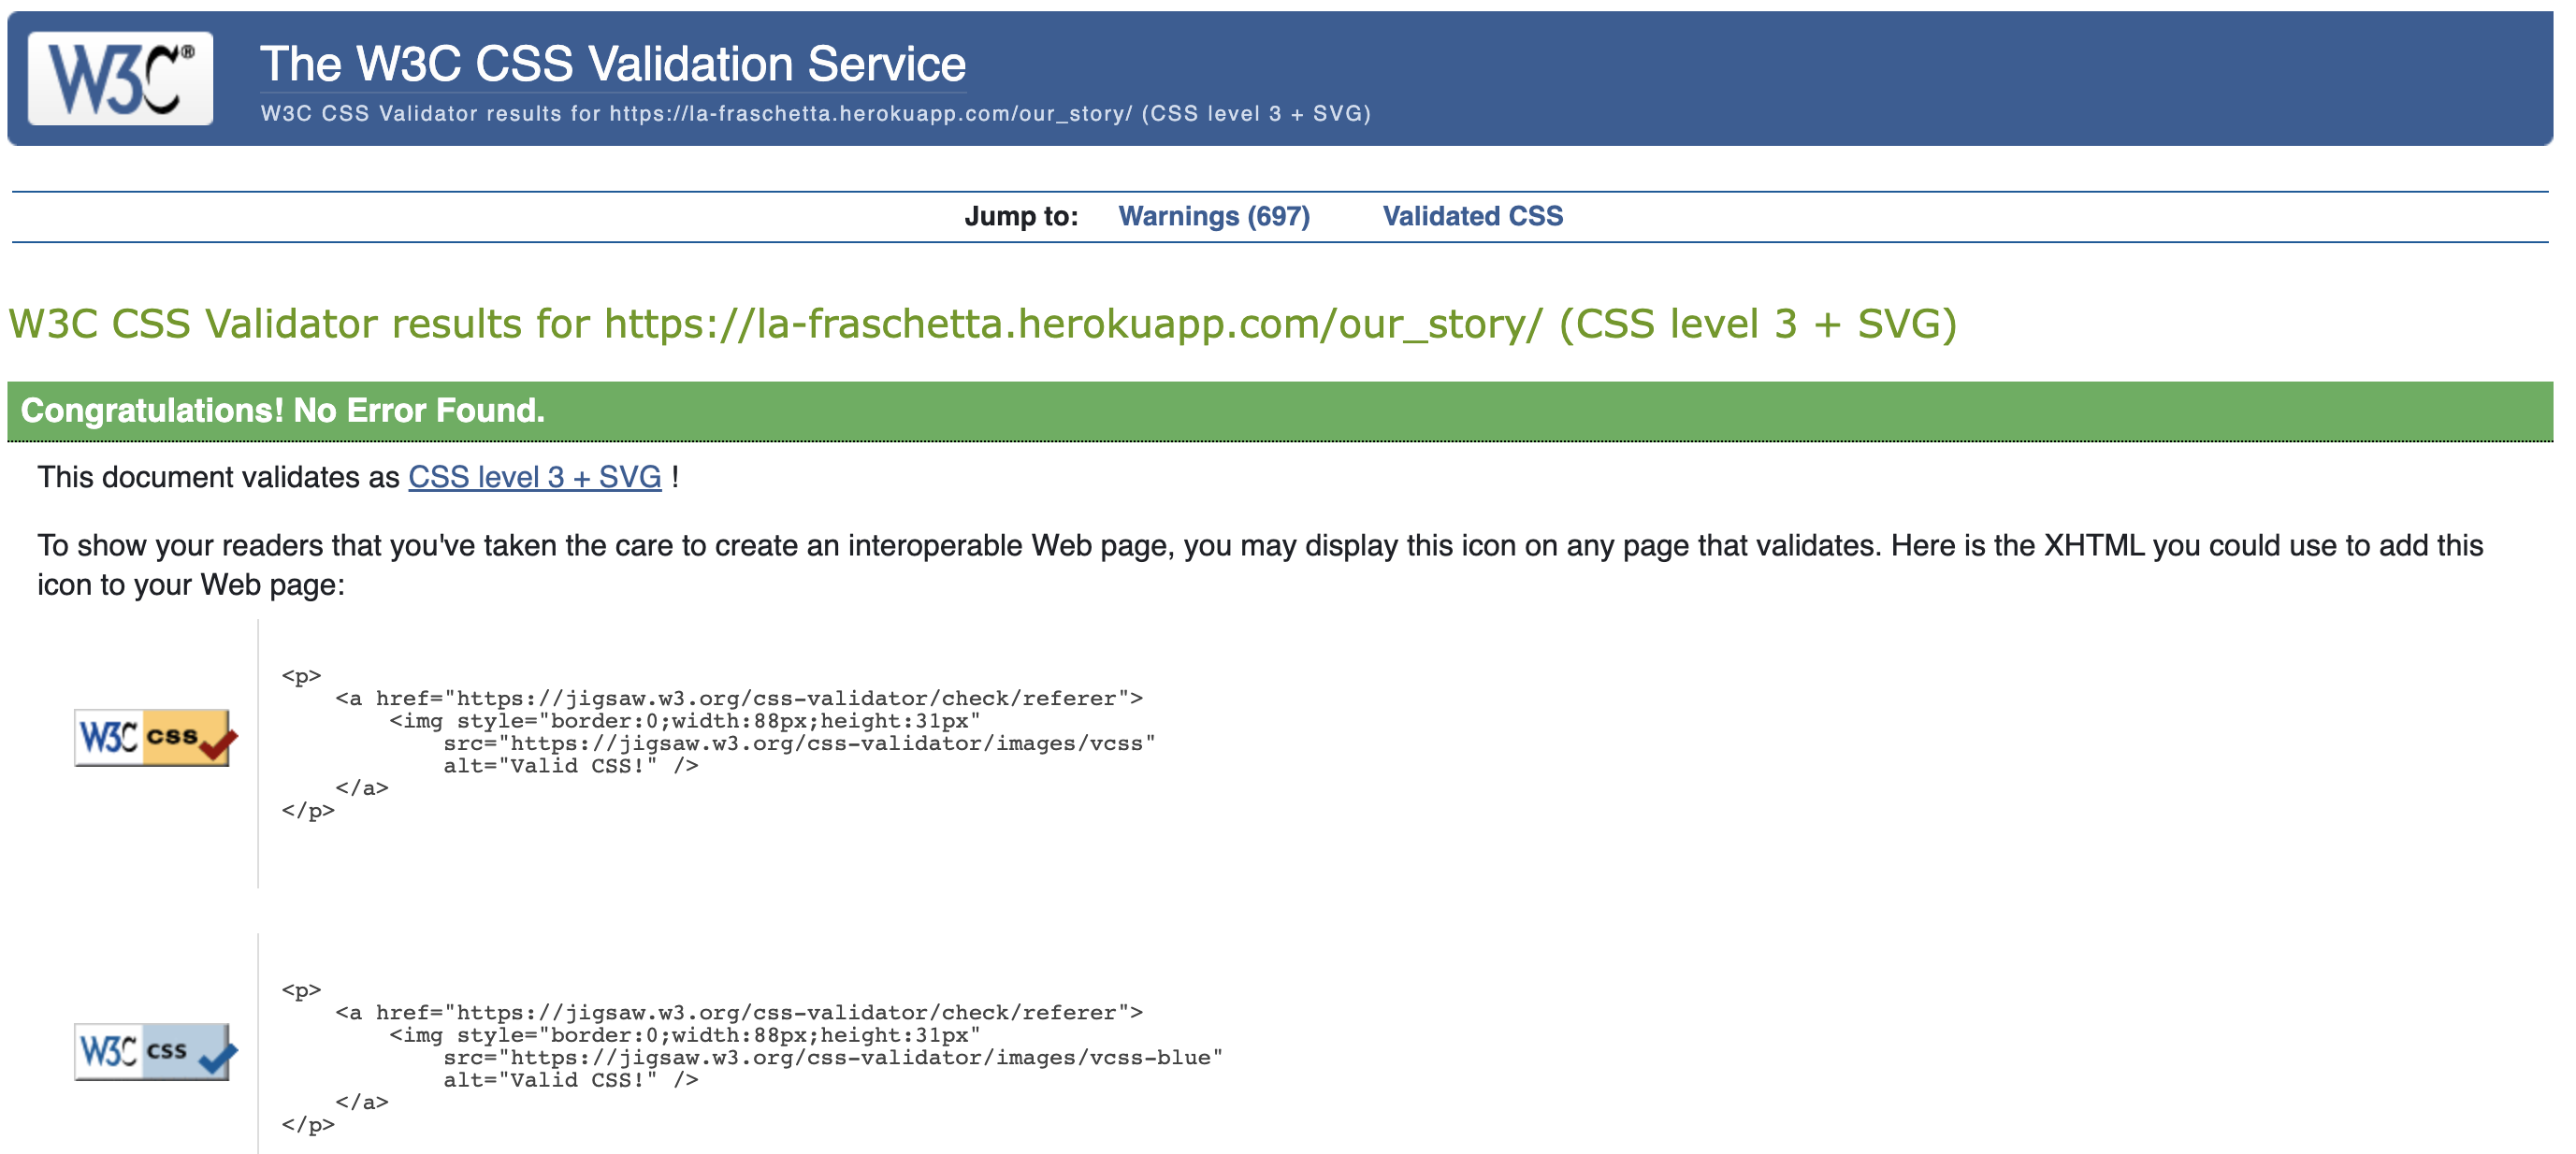 W3C®
The W3C CSS Validation Service
W3C CSS Validator results for https://la-fraschetta.herokuapp.com/our_story/ (CSS level 3 + SVG)
Jump to: Warnings (697) Validated CSS
W3C CSS Validator results for https://la-fraschetta.herokuapp.com/our_story/ (CSS level 3 + SVG)
Congratulations! No Error Found.
This document validates as CSS level 3 + SVG !
To show your readers that you've taken the care to create an interoperable Web page, you may display this icon on any page that validates. Here is the XHTML you could use to add this
icon to your Web page:
W3C css
<p>
<a href="https://jigsaw.w3.org/css-validator/check/referer">
<img style="border:0;width:88px;height:31px"
src="https://jigsaw.w3.org/css-validator/images/vcss"
alt="Valid CSS!" />
</a>
</p>
W3C css
<p>
<a href="https://jigsaw.w3.org/css-validator/check/referer">
<img style="border:0;width:88px;height:31px"
src="https://jigsaw.w3.org/css-validator/images/vcss-blue"
alt="Valid CSS!" />
</a>
</p>